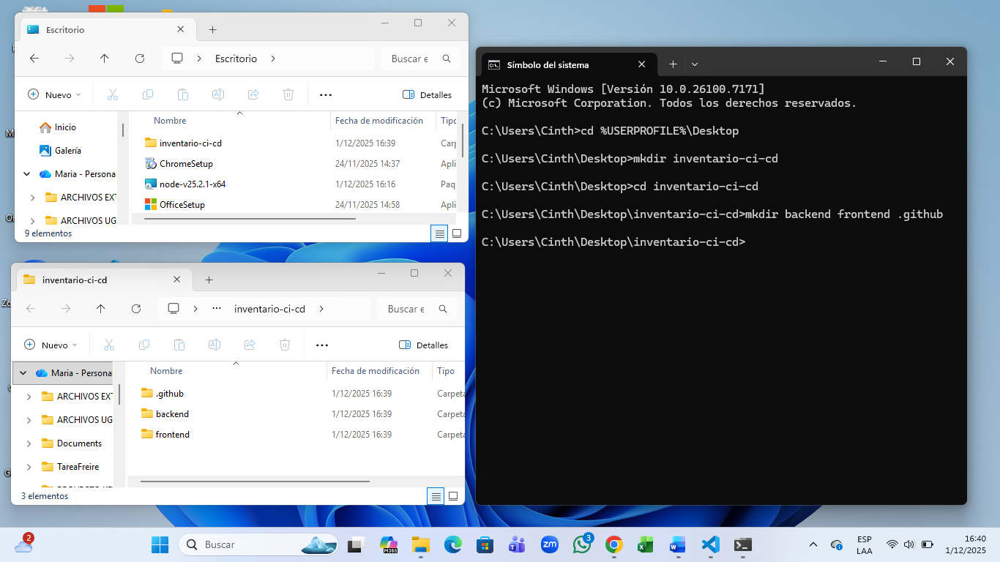 Escritorio
Escritorio
Buscar e
Nuevo
Detalles
Nombre
Fecha de modificación
Tipo
Inicio
Galería
Maria - Persona
ARCHIVOS EXT
ARCHIVOS UG
inventario-ci-cd
1/12/2025 16:39
Car
ChromeSetup
24/11/2025 14:37
Apli
node-v25.2.1-x64
1/12/2025 16:16
Paq
OfficeSetup
24/11/2025 14:58
Apli
9 elementos
inventario-ci-cd
inventario-ci-cd
Buscar e
Nuevo
Detalles
Nombre
Fecha de modificación
Tipo
Maria - Persona
ARCHIVOS EXT
ARCHIVOS UG
Documents
TareaFreire
.github
1/12/2025 16:39
Carpeta
backend
1/12/2025 16:39
Carpeta
frontend
1/12/2025 16:39
Carpeta
3 elementos
Símbolo del sistema
Microsoft Windows [Versión 10.0.26100.7171]
(c) Microsoft Corporation. Todos los derechos reservados.
C:\Users\Cinth>cd %USERPROFILE%\Desktop
C:\Users\Cinth\Desktop>mkdir inventario-ci-cd
C:\Users\Cinth\Desktop>cd inventario-ci-cd
C:\Users\Cinth\Desktop\inventario-ci-cd>mkdir backend frontend .github
C:\Users\Cinth\Desktop\inventario-ci-cd>
2
Buscar
M365
zm
3
ESP
LAA
16:40
1/12/2025